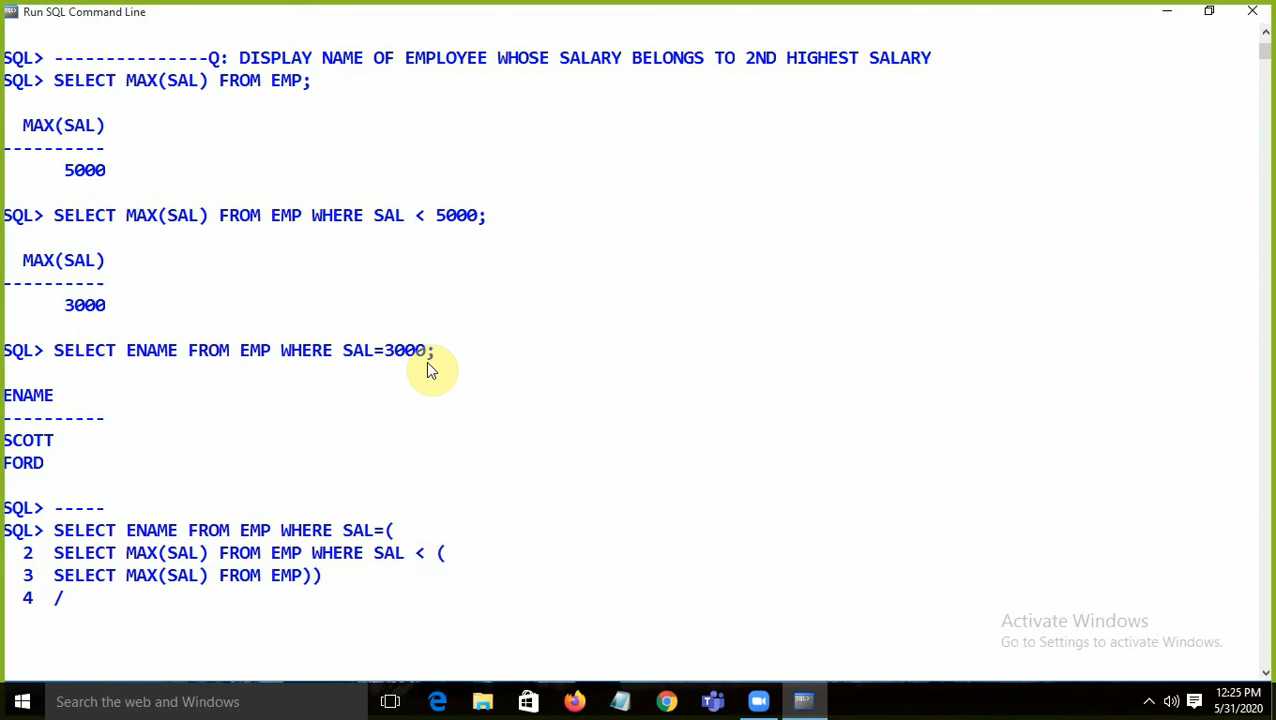 Run SQL Command Line
SQL> ---------------Q: DISPLAY NAME OF EMPLOYEE WHOSE SALARY BELONGS TO 2ND HIGHEST SALARY
SQL> SELECT MAX(SAL) FROM EMP;
MAX(SAL)
----------
5000
SQL> SELECT MAX(SAL) FROM EMP WHERE SAL < 5000;
MAX(SAL)
----------
3000
SQL> SELECT ENAME FROM EMP WHERE SAL=3000;
ENAME
----------
SCOTT
FORD
SQL> -----
SQL> SELECT ENAME FROM EMP WHERE SAL=(
2 SELECT MAX(SAL) FROM EMP WHERE SAL < (
3 SELECT MAX(SAL) FROM EMP))
4 /
Activate Windows
Go to Settings to activate Windows.
Search the web and Windows
12:25 PM
5/31/2020